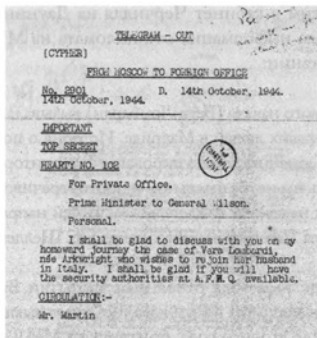 TELEGRAM - OUT
[CYPHER]
FROM MOSCOW TO FOREIGN OFFICE
No. 2901 D. 14th October, 1944.
14th October, 1944.
IMPORTANT
TOP SECRET
HEARTY NO. 102
For Private Office.
Prime Minister to General Wilson.
Personal.
I shall be glad to discuss with you on my
homeward journey the case of Vera Lombardi,
née Arkwright who wishes to rejoin her husband
in Italy. I shall be glad if you will have
the security authorities at A.F.H.Q. available.
CIRCULATION:-
Mr. Martin